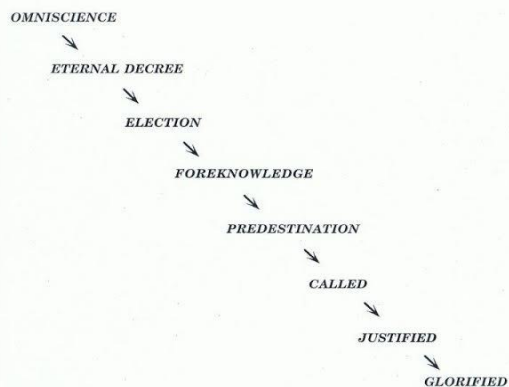 OMNISCIENCE
ETERNAL DECREE
ELECTION
FOREKNOWLEDGE
PREDESTINATION
CALLED
JUSTIFIED
GLORIFIED